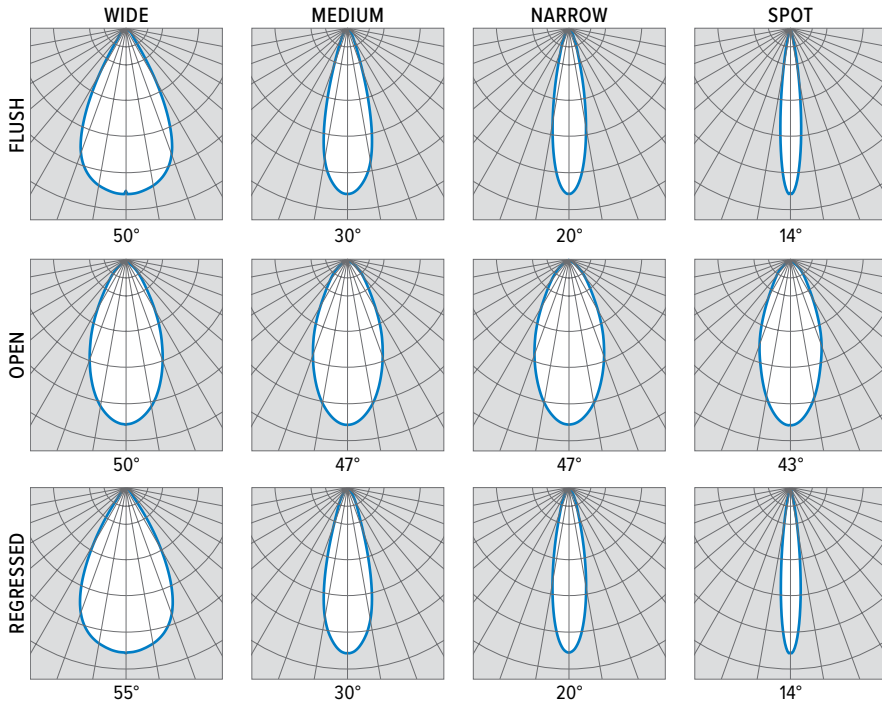 WIDE MEDIUM NARROW SPOT
FLUSH
50° 30° 20° 14°
OPEN
50° 47° 47° 43°
REGRESSED
55° 30° 20° 14°